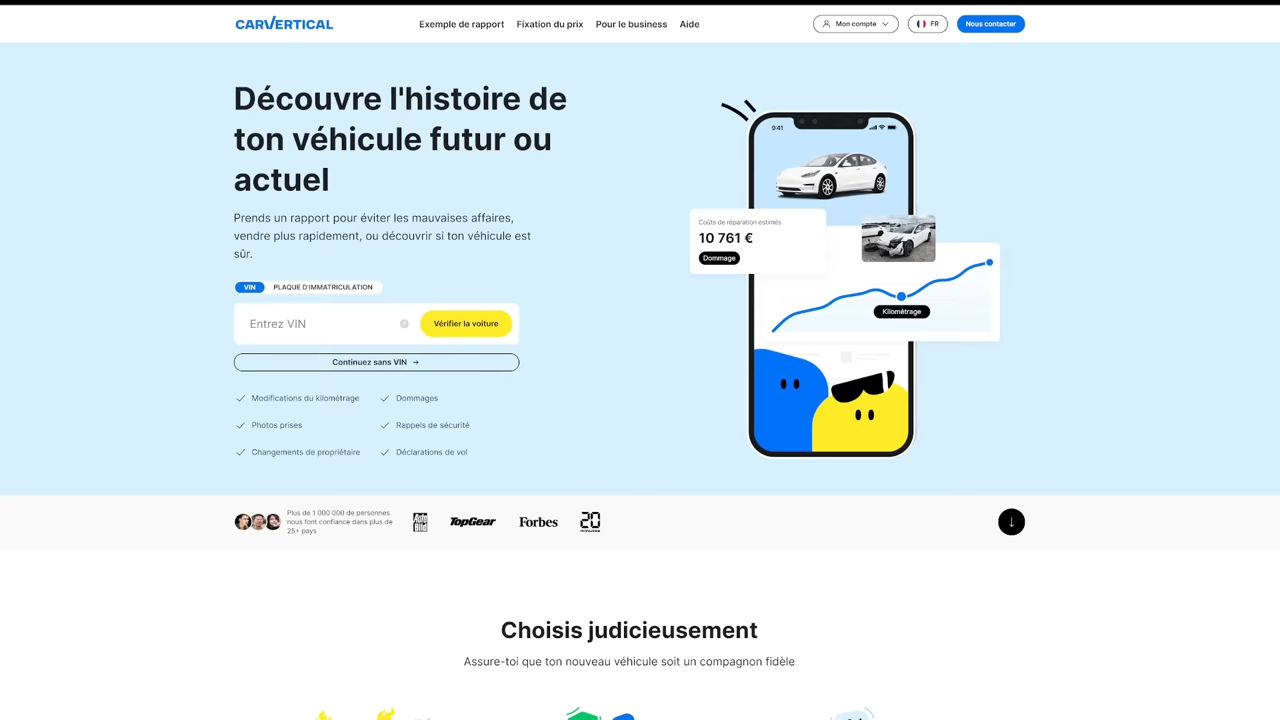 CARVERTICAL
Exemple de rapport
Fixation du prix
Pour le business
Aide
Mon compte
FR
Nous contacter
Découvre l'histoire de
ton véhicule futur ou
actuel
Prends un rapport pour éviter les mauvaises affaires,
vendre plus rapidement, ou découvrir si ton véhicule est
sûr.
VIN
PLAQUE D'IMMATRICULATION
Entrez VIN
?
Vérifier la voiture
Continuez sans VIN →
Modifications du kilométrage
Dommages
Photos prises
Rappels de sécurité
Changements de propriétaire
Déclarations de vol
9:41
Coûts de réparation estimés
10 761 €
Dommage
Kilométrage
Plus de 1 000 000 de personnes
nous font confiance dans plus de
25+ pays
Auto
Bild
TopGear
Forbes
20
minutes
Choisis judicieusement
Assure-toi que ton nouveau véhicule soit un compagnon fidèle